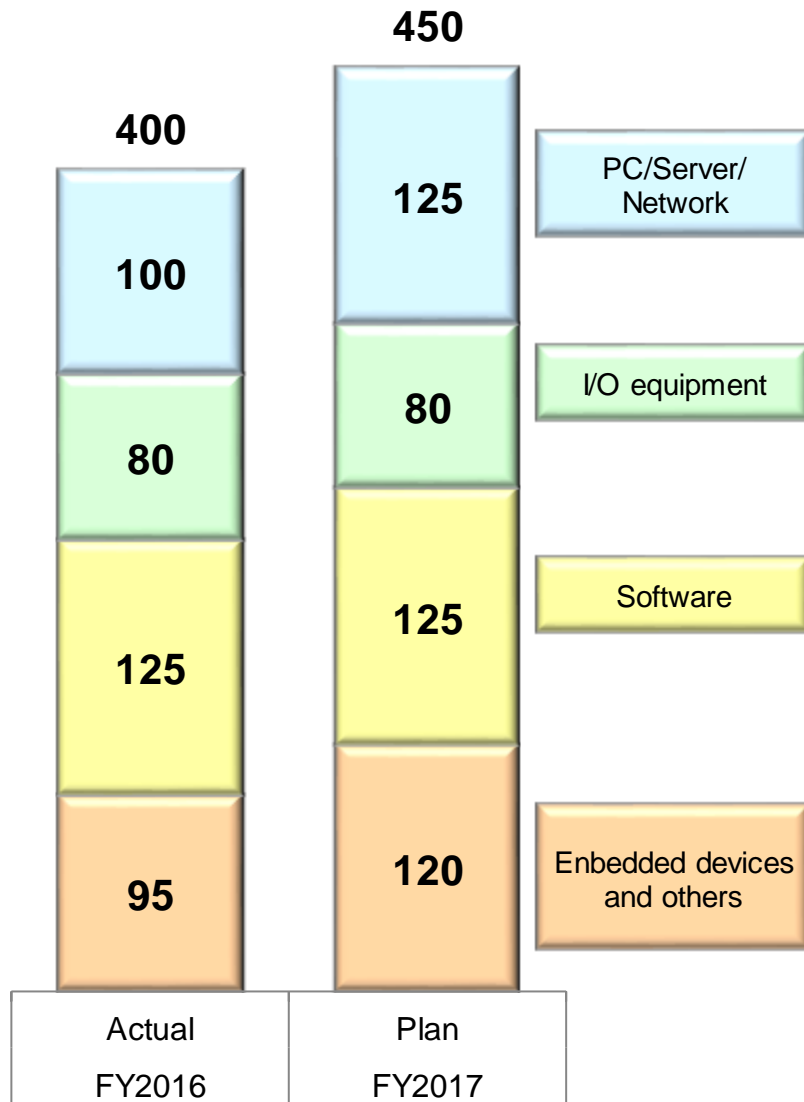 450
400
125
PC/Server/
Network
100
80
I/O equipment
80
125
Software
125
120
Enbedded devices
and others
95
Actual
Plan
FY2016
FY2017